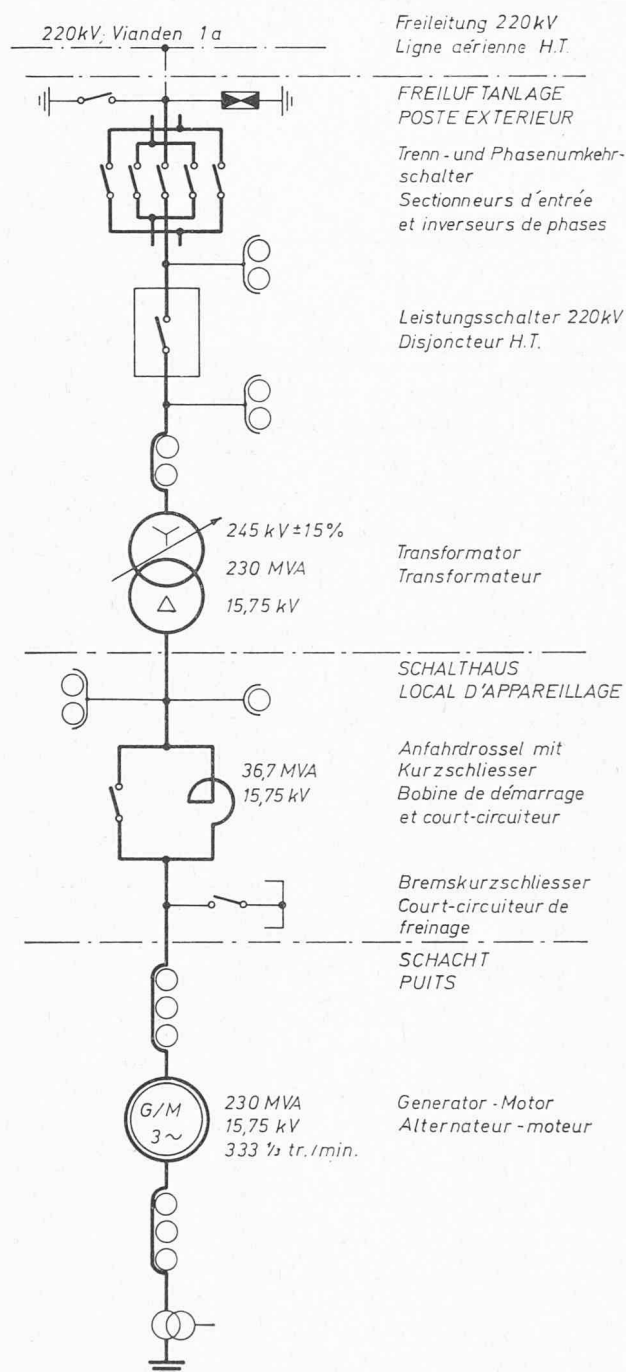 220kV, Vianden 1a
Freileitung 220kV
Ligne aérienne H.T.
FREILUFTANLAGE
POSTE EXTERIEUR
Trenn- und Phasenumkehr-
schalter
Sectionneurs d'entrée
et inverseurs de phases
Leistungsschalter 220kV
Disjoncteur H.T.
245 kV ±15%
230 MVA
15,75 kV
Transformator
Transformateur
SCHALTHAUS
LOCAL D'APPAREILLAGE
36,7 MVA
15,75 kV
Anfahrdrossel mit
Kurzschliesser
Bobine de démarrage
et court-circuiteur
Bremskurzschliesser
Court-circuiteur de
freinage
SCHACHT
PUITS
G/M
3~
230 MVA
15,75 kV
333 1/3 tr./min.
Generator-Motor
Alternateur-moteur